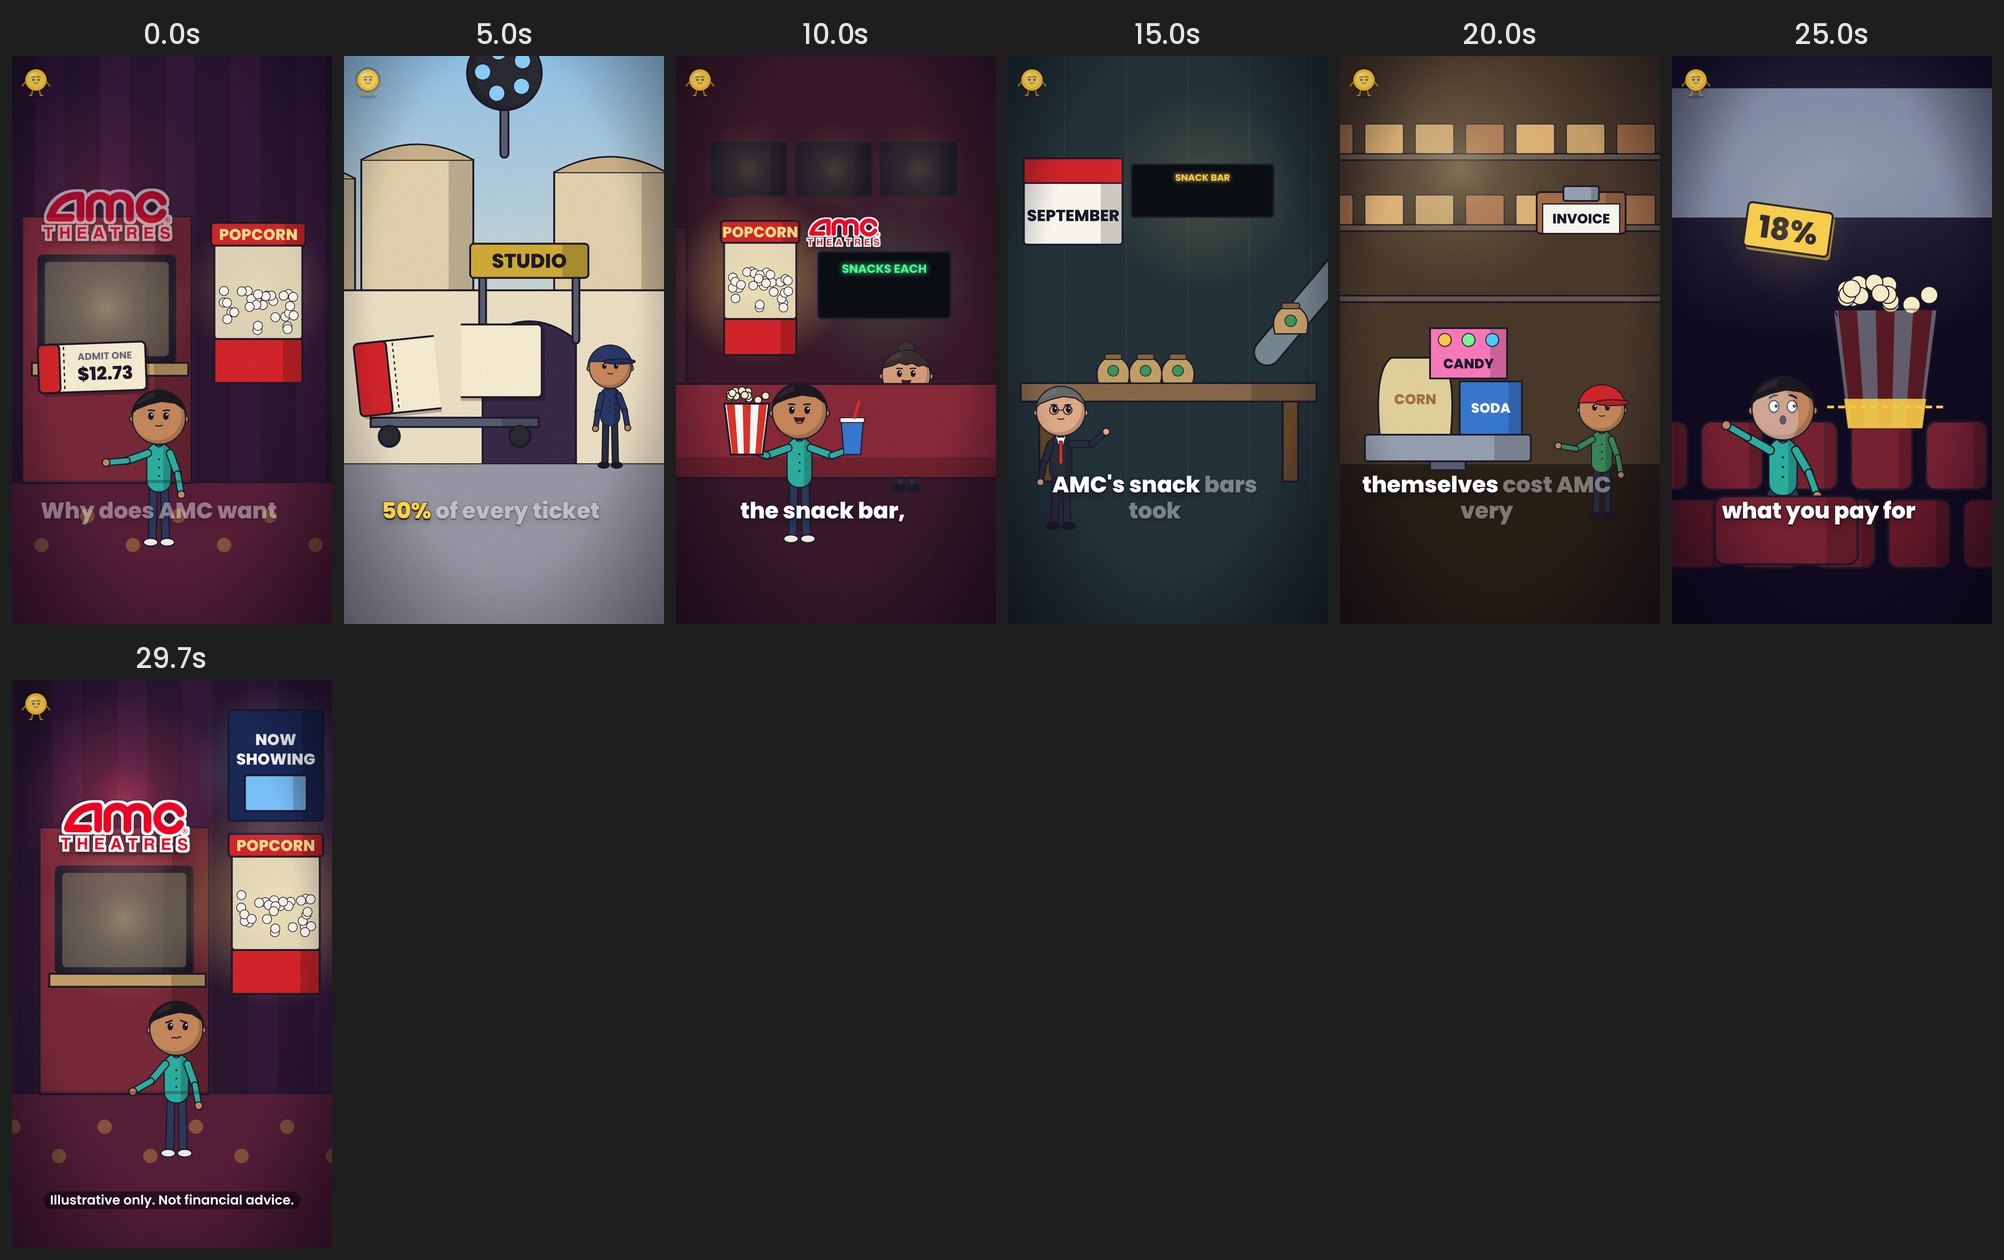 0.0s
5.0s
10.0s
15.0s
20.0s
25.0s
amc
THEATRES
POPCORN
ADMIT ONE
$12.73
Why does AMC want
STUDIO
50% of every ticket
POPCORN
amc
THEATRES
SNACKS EACH
the snack bar,
SEPTEMBER
SNACK BAR
AMC's snack bars
took
INVOICE
CANDY
CORN
SODA
themselves cost AMC
very
18%
what you pay for
29.7s
NOW
SHOWING
amc
THEATRES
POPCORN
Illustrative only. Not financial advice.